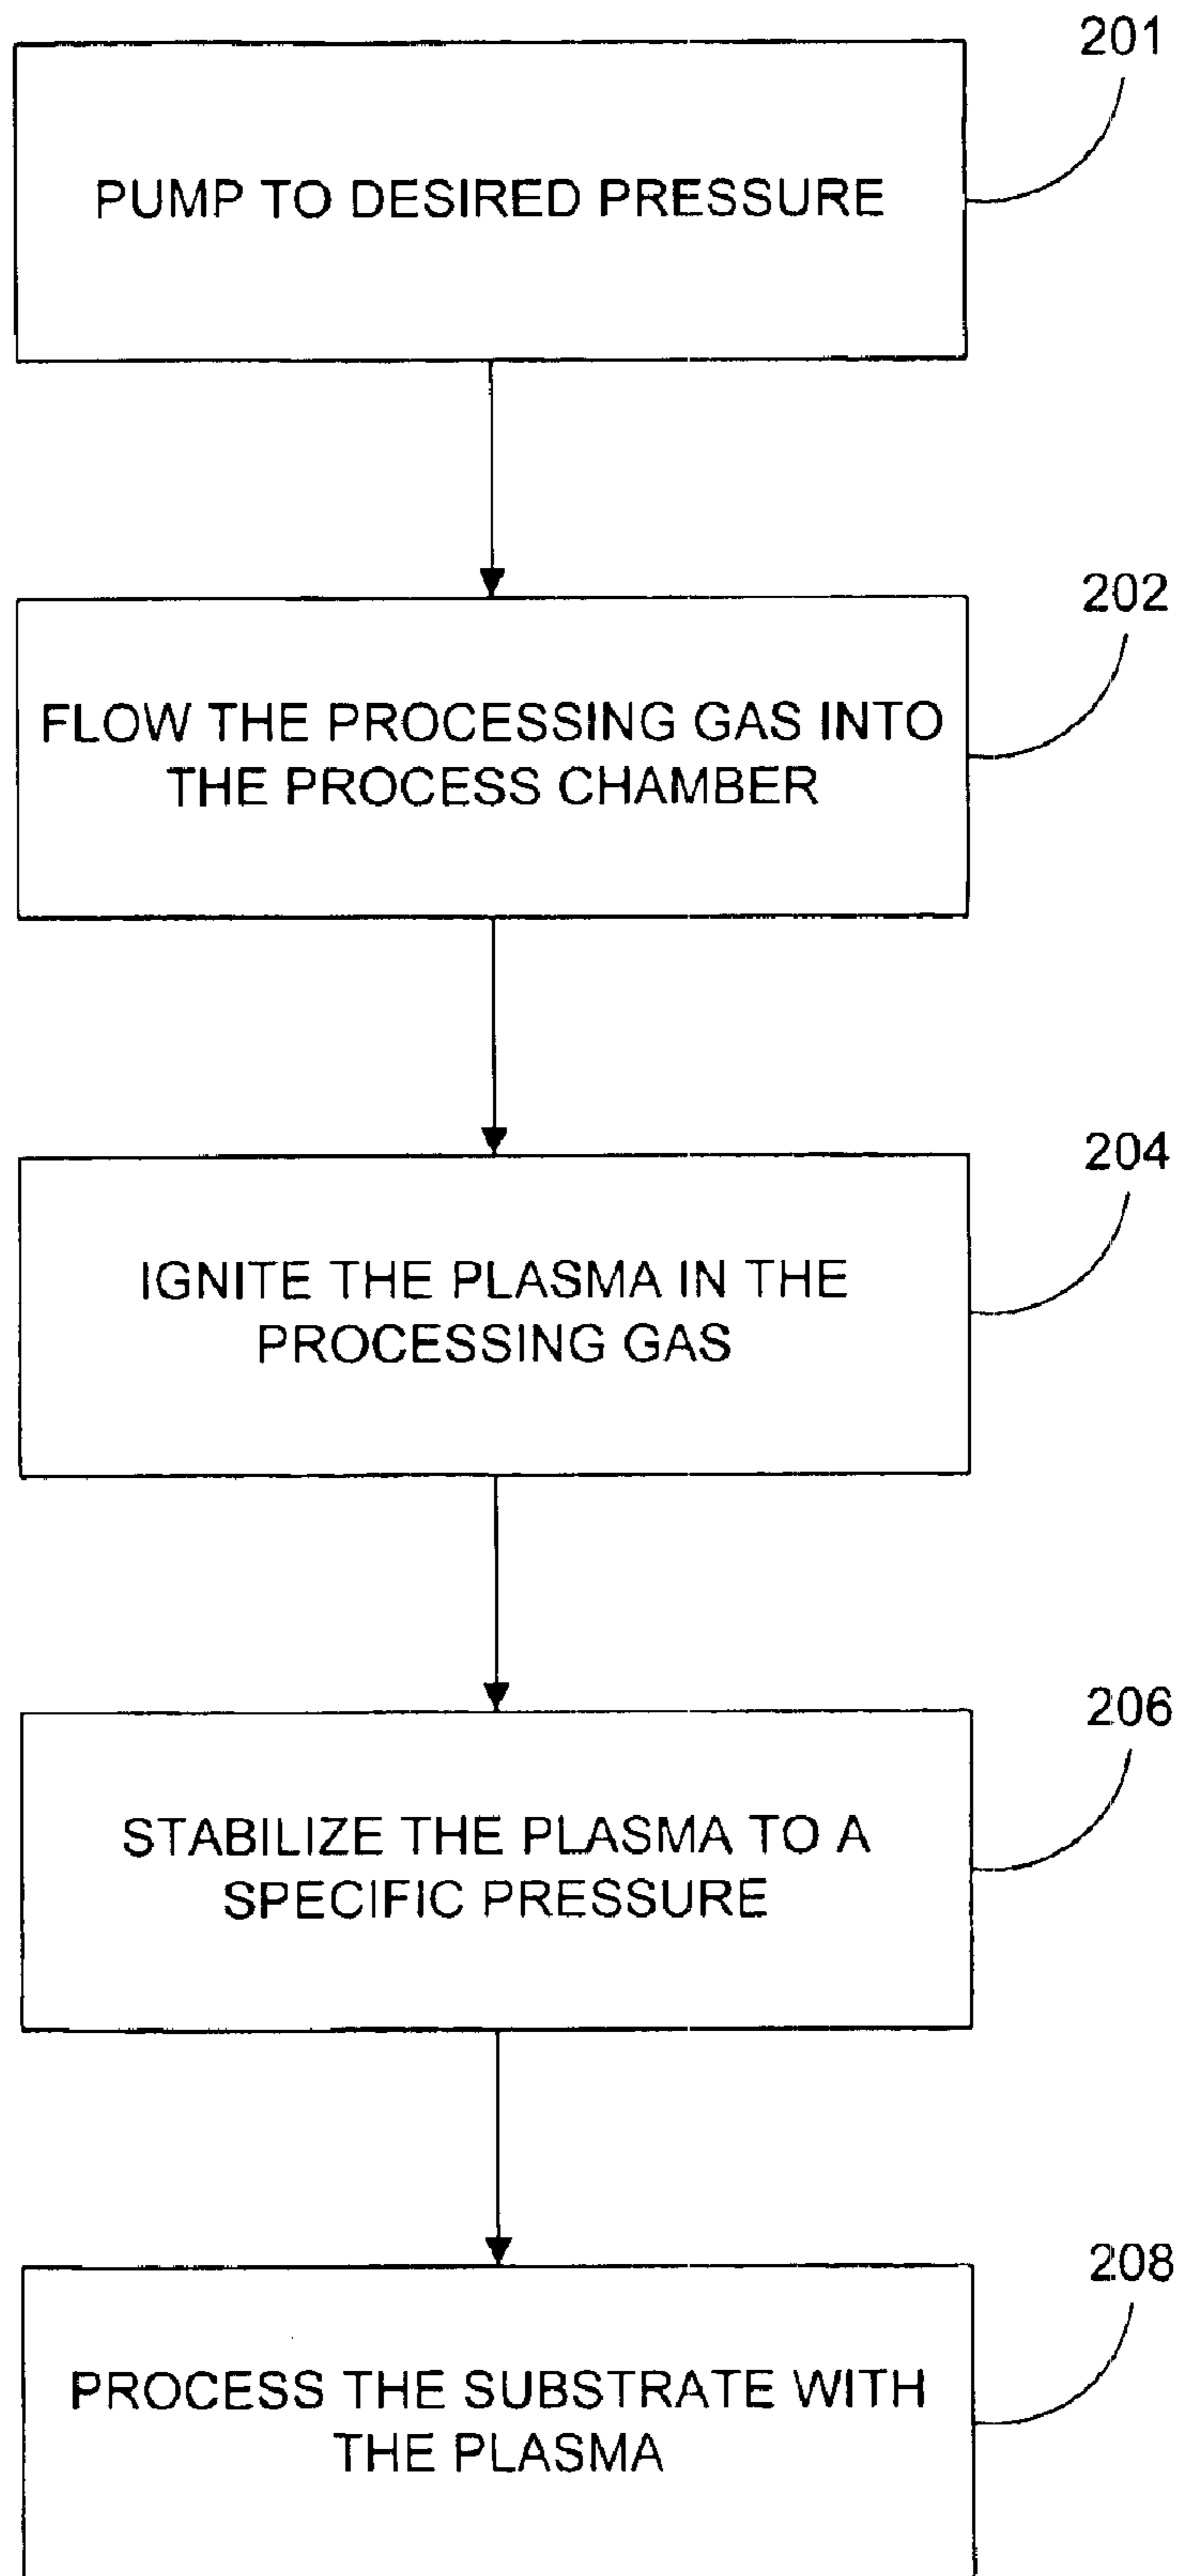 201
PUMP TO DESIRED PRESSURE
202
FLOW THE PROCESSING GAS INTO
THE PROCESS CHAMBER
204
IGNITE THE PLASMA IN THE
PROCESSING GAS
206
STABILIZE THE PLASMA TO A
SPECIFIC PRESSURE
208
PROCESS THE SUBSTRATE WITH
THE PLASMA